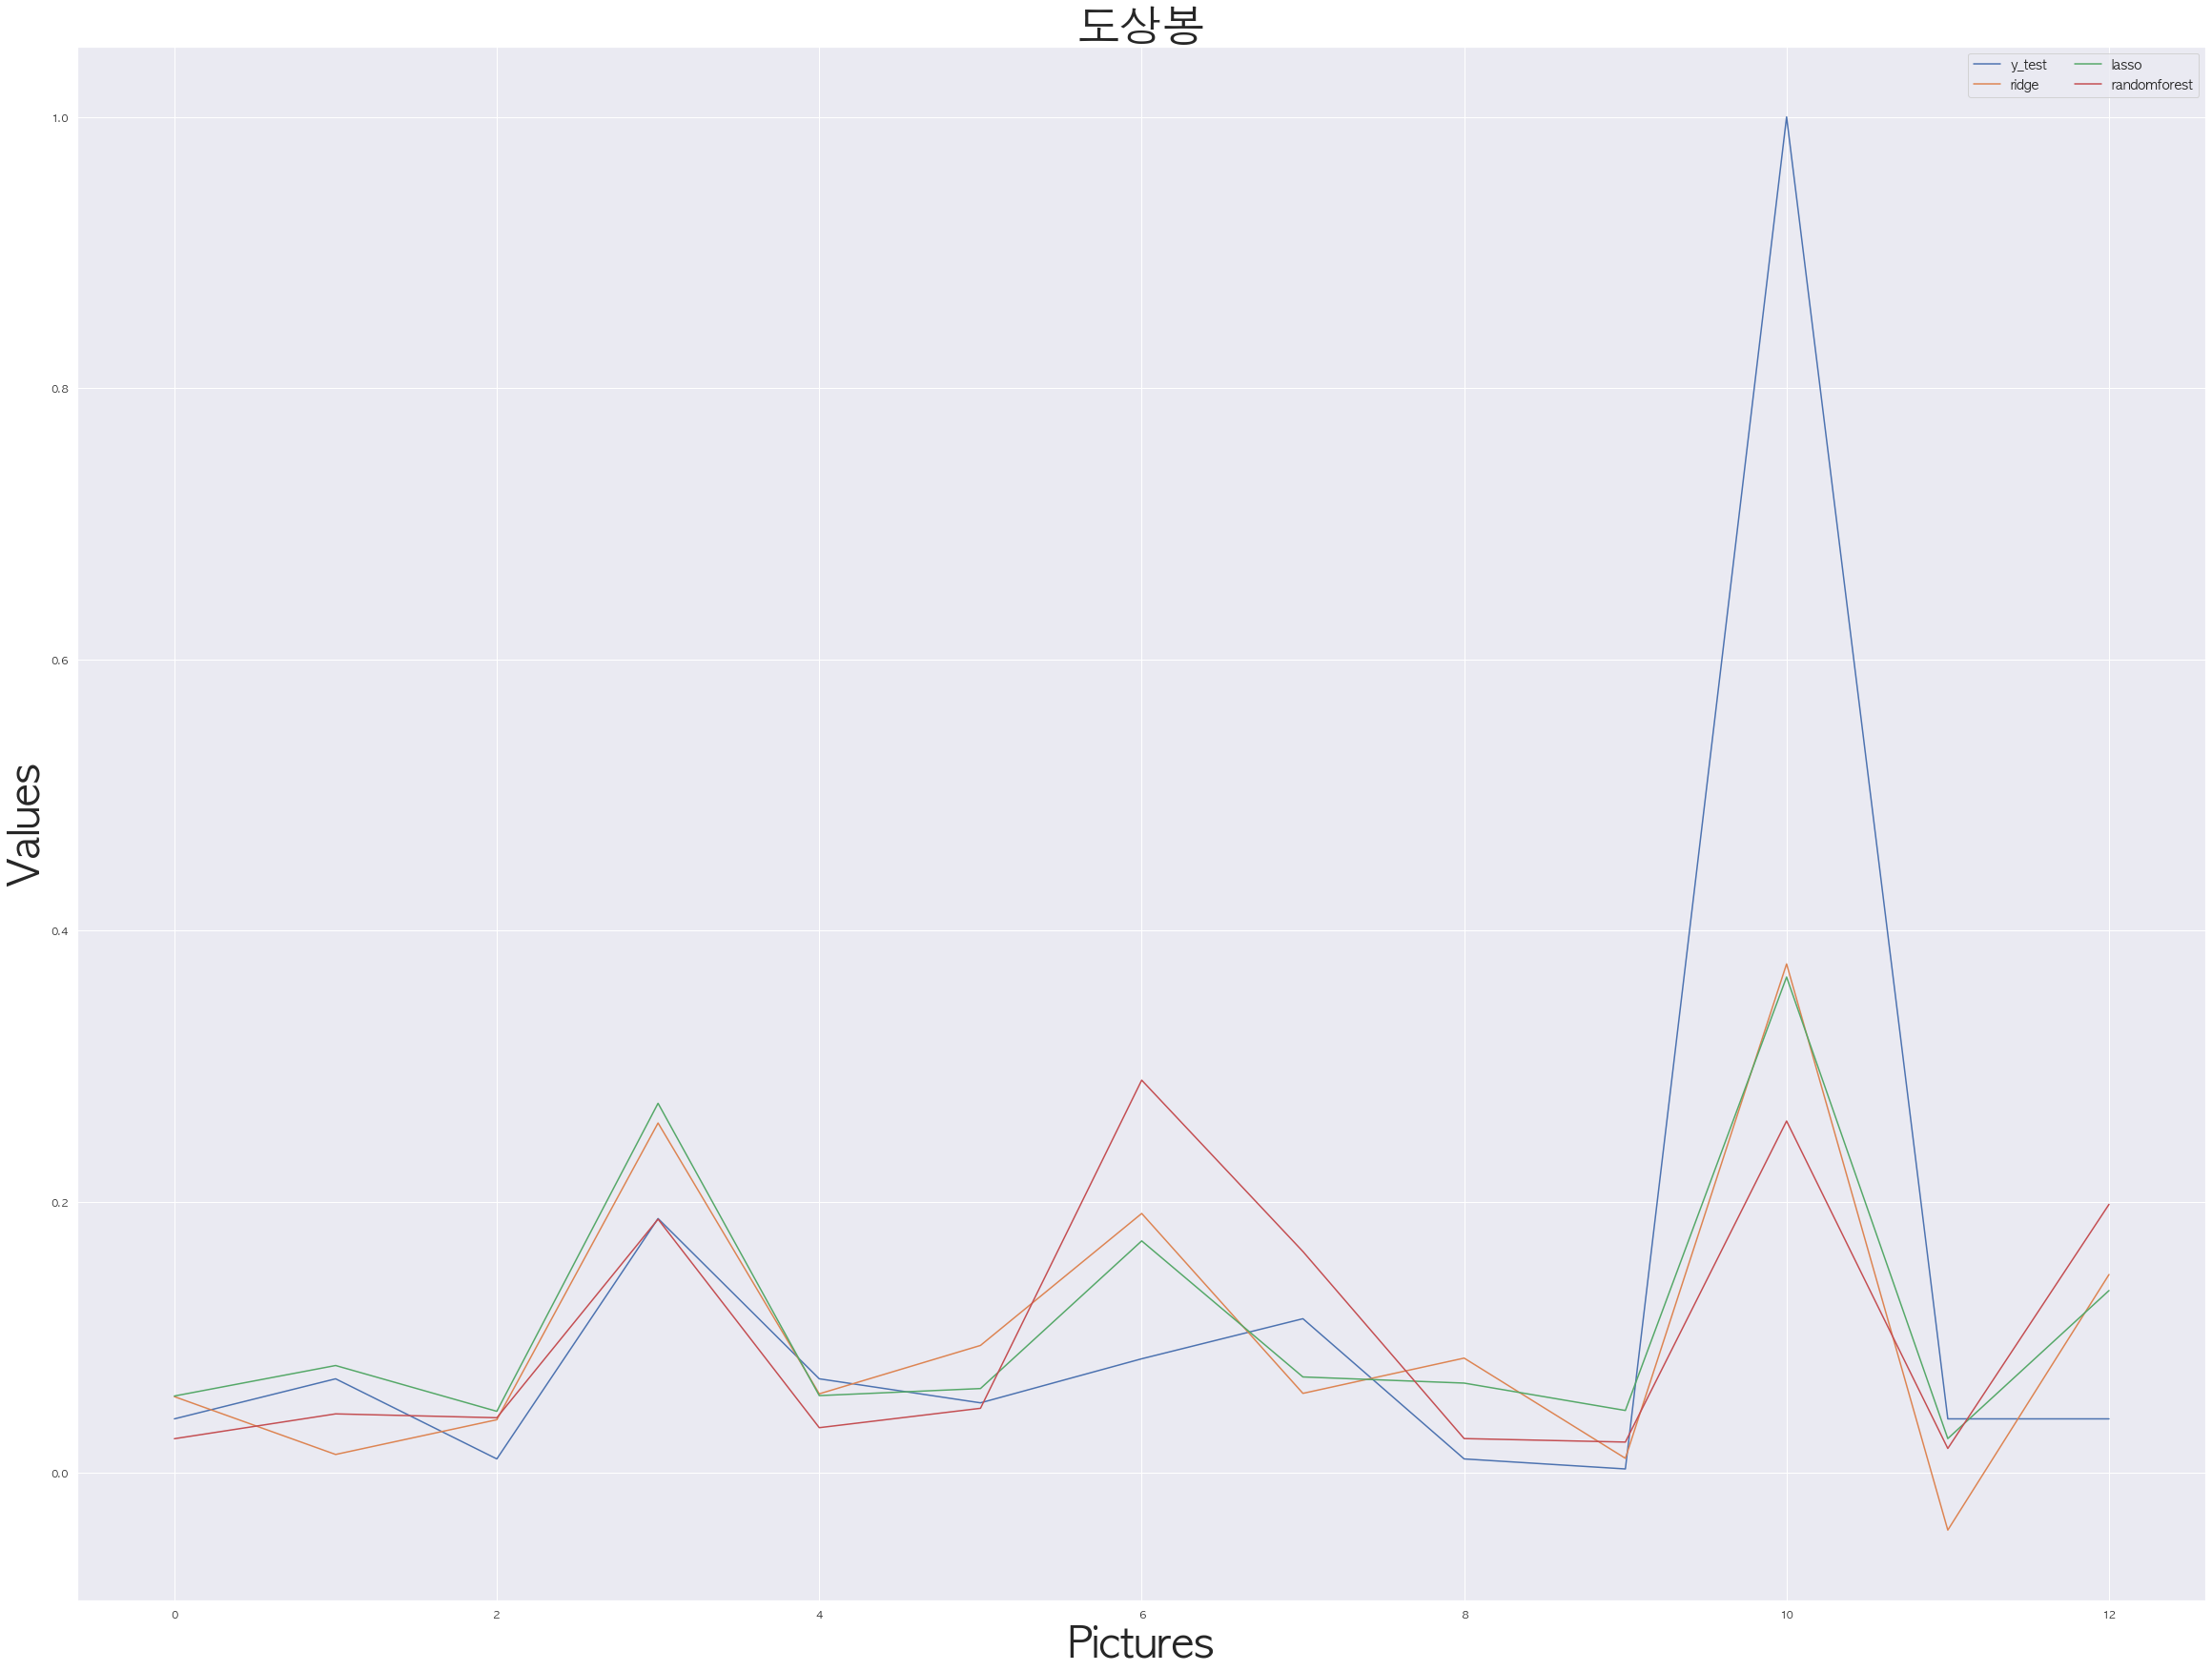 도상봉
y_test
ridge
lasso
randomforest
1.0
0.8
0.6
0.4
0.2
0.0
Values
0 2 4 6 8 10 12
Pictures